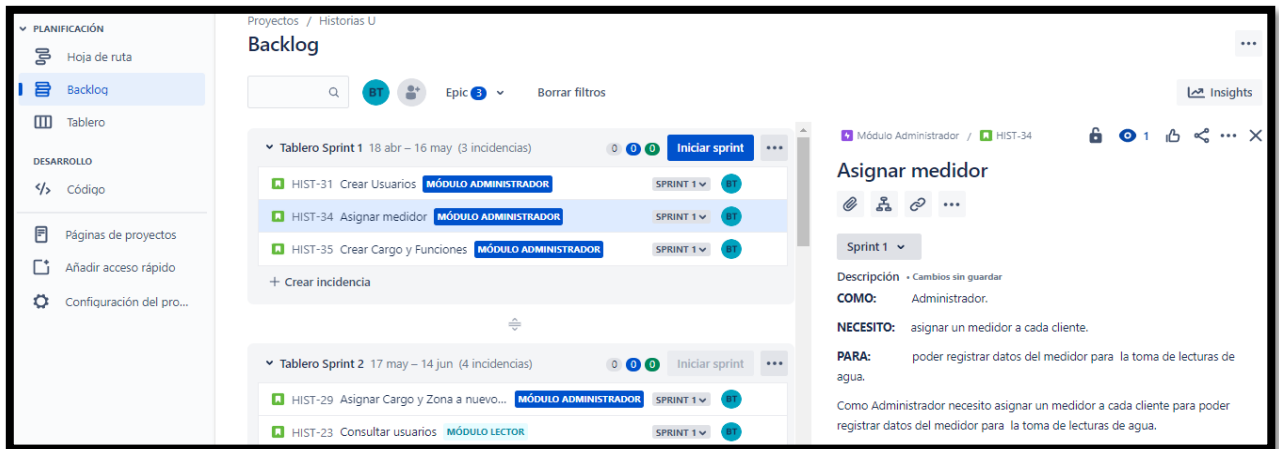 PLANIFICACIÓN
Hoja de ruta
Backlog
Tablero
DESARROLLO
Código
Páginas de proyectos
Añadir acceso rápido
Configuración del pro...
Proyectos / Historias U
Backlog
BT
Epic 3
Borrar filtros
Insights
Tablero Sprint 1 18 abr – 16 may (3 incidencias) 0 0 0 Iniciar sprint
HIST-31 Crear Usuarios MÓDULO ADMINISTRADOR SPRINT 1 BT
HIST-34 Asignar medidor MÓDULO ADMINISTRADOR SPRINT 1 BT
HIST-35 Crear Cargo y Funciones MÓDULO ADMINISTRADOR SPRINT 1 BT
+ Crear incidencia
Tablero Sprint 2 17 may – 14 jun (4 incidencias) 0 0 0 Iniciar sprint
HIST-29 Asignar Cargo y Zona a nuevo... MÓDULO ADMINISTRADOR SPRINT 1 BT
HIST-23 Consultar usuarios MÓDULO LECTOR SPRINT 1 BT
Módulo Administrador / HIST-34 1
Asignar medidor
Sprint 1
Descripción • Cambios sin guardar
COMO: Administrador.
NECESITO: asignar un medidor a cada cliente.
PARA: poder registrar datos del medidor para la toma de lecturas de
agua.
Como Administrador necesito asignar un medidor a cada cliente para poder
registrar datos del medidor para la toma de lecturas de agua.